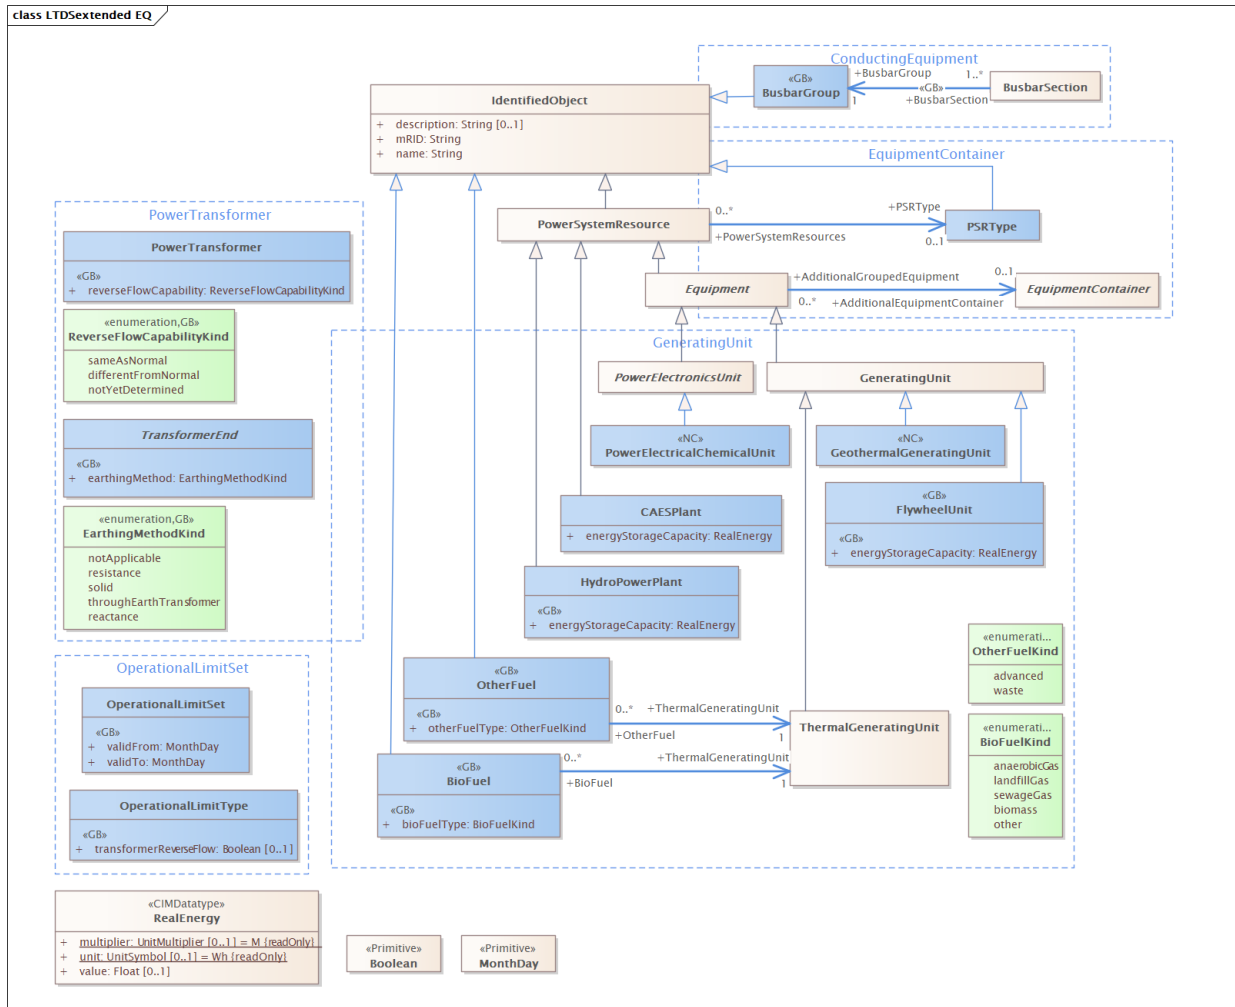 class LTDSextended EQ
ConductingEquipment
«GB»
BusbarGroup
+BusbarGroup
1..*
«GB»
1
+BusbarSection
BusbarSection
IdentifiedObject
+ description: String [0..1]
+ mRID: String
+ name: String
EquipmentContainer
PowerSystemResource
0..*
+PSRType
+PowerSystemResources
0..1
PSRType
Equipment
+AdditionalGroupedEquipment
0..1
0..*
+AdditionalEquipmentContainer
EquipmentContainer
PowerTransformer
PowerTransformer
«GB»
+ reverseFlowCapability: ReverseFlowCapabilityKind
«enumeration,GB»
ReverseFlowCapabilityKind
sameAsNormal
differentFromNormal
notYetDetermined
TransformerEnd
«GB»
+ earthingMethod: EarthingMethodKind
«enumeration,GB»
EarthingMethodKind
notApplicable
resistance
solid
throughEarthTransformer
reactance
GeneratingUnit
PowerElectronicsUnit
GeneratingUnit
«NC»
PowerElectricalChemicalUnit
«NC»
GeothermalGeneratingUnit
«GB»
FlywheelUnit
«GB»
+ energyStorageCapacity: RealEnergy
CAESPlant
+ energyStorageCapacity: RealEnergy
HydroPowerPlant
«GB»
+ energyStorageCapacity: RealEnergy
«GB»
OtherFuel
«GB»
+ otherFuelType: OtherFuelKind
0..*
+ThermalGeneratingUnit
+OtherFuel
1
ThermalGeneratingUnit
«GB»
BioFuel
«GB»
+ bioFuelType: BioFuelKind
0..*
+ThermalGeneratingUnit
+BioFuel
1
«enumerati...
OtherFuelKind
advanced
waste
«enumerati...
BioFuelKind
anaerobicGas
landfillGas
sewageGas
biomass
other
OperationalLimitSet
OperationalLimitSet
«GB»
+ validFrom: MonthDay
+ validTo: MonthDay
OperationalLimitType
«GB»
+ transformerReverseFlow: Boolean [0..1]
«CIMDatatype»
RealEnergy
+ multiplier: UnitMultiplier [0..1] = M {readOnly}
+ unit: UnitSymbol [0..1] = Wh {readOnly}
+ value: Float [0..1]
«Primitive»
Boolean
«Primitive»
MonthDay